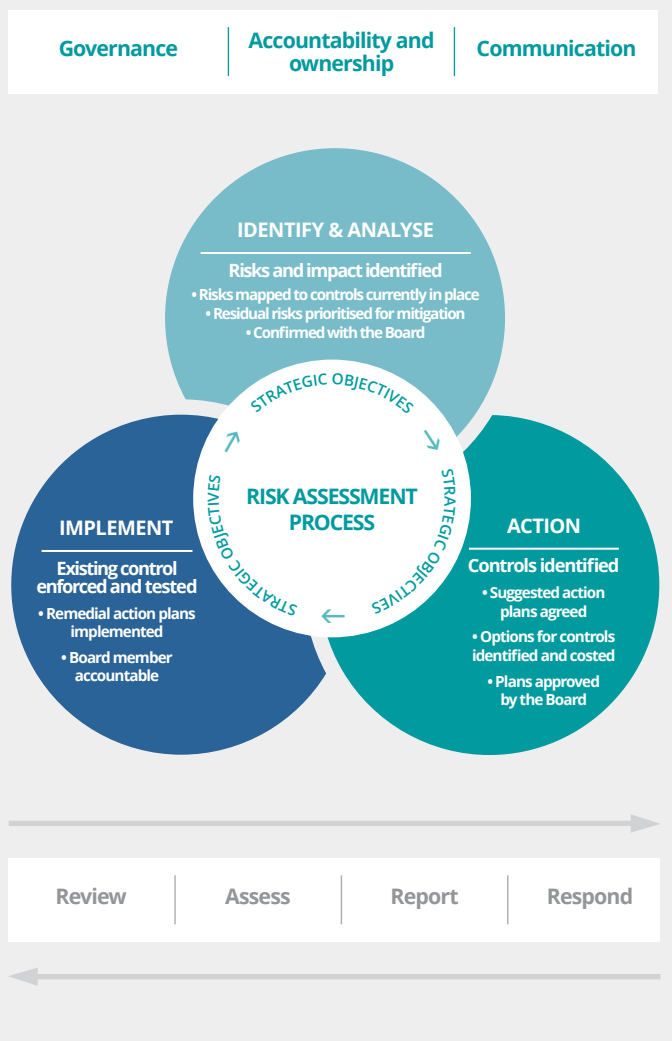 Governance
Accountability and
ownership
Communication
IDENTIFY & ANALYSE
Risks and impact identified
• Risks mapped to controls currently in place
• Residual risks prioritised for mitigation
• Confirmed with the Board
STRATEGIC OBJECTIVES
STRATEGIC OBJECTIVES
STRATEGIC OBJECTIVES
RISK ASSESSMENT
PROCESS
IMPLEMENT
Existing control
enforced and tested
• Remedial action plans
implemented
• Board member
accountable
ACTION
Controls identified
• Suggested action
plans agreed
• Options for controls
identified and costed
• Plans approved
by the Board
Review
Assess
Report
Respond